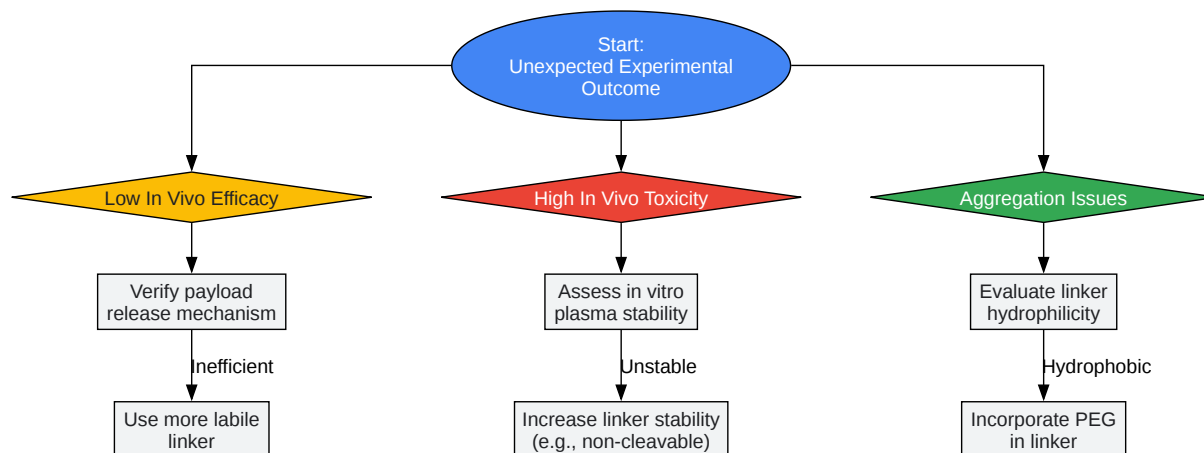 Start:
Unexpected Experimental
Outcome
Low In Vivo Efficacy
High In Vivo Toxicity
Aggregation Issues
Verify payload
release mechanism
Assess in vitro
plasma stability
Evaluate linker
hydrophilicity
Inefficient
Unstable
Hydrophobic
Use more labile
linker
Increase linker stability
(e.g., non-cleavable)
Incorporate PEG
in linker